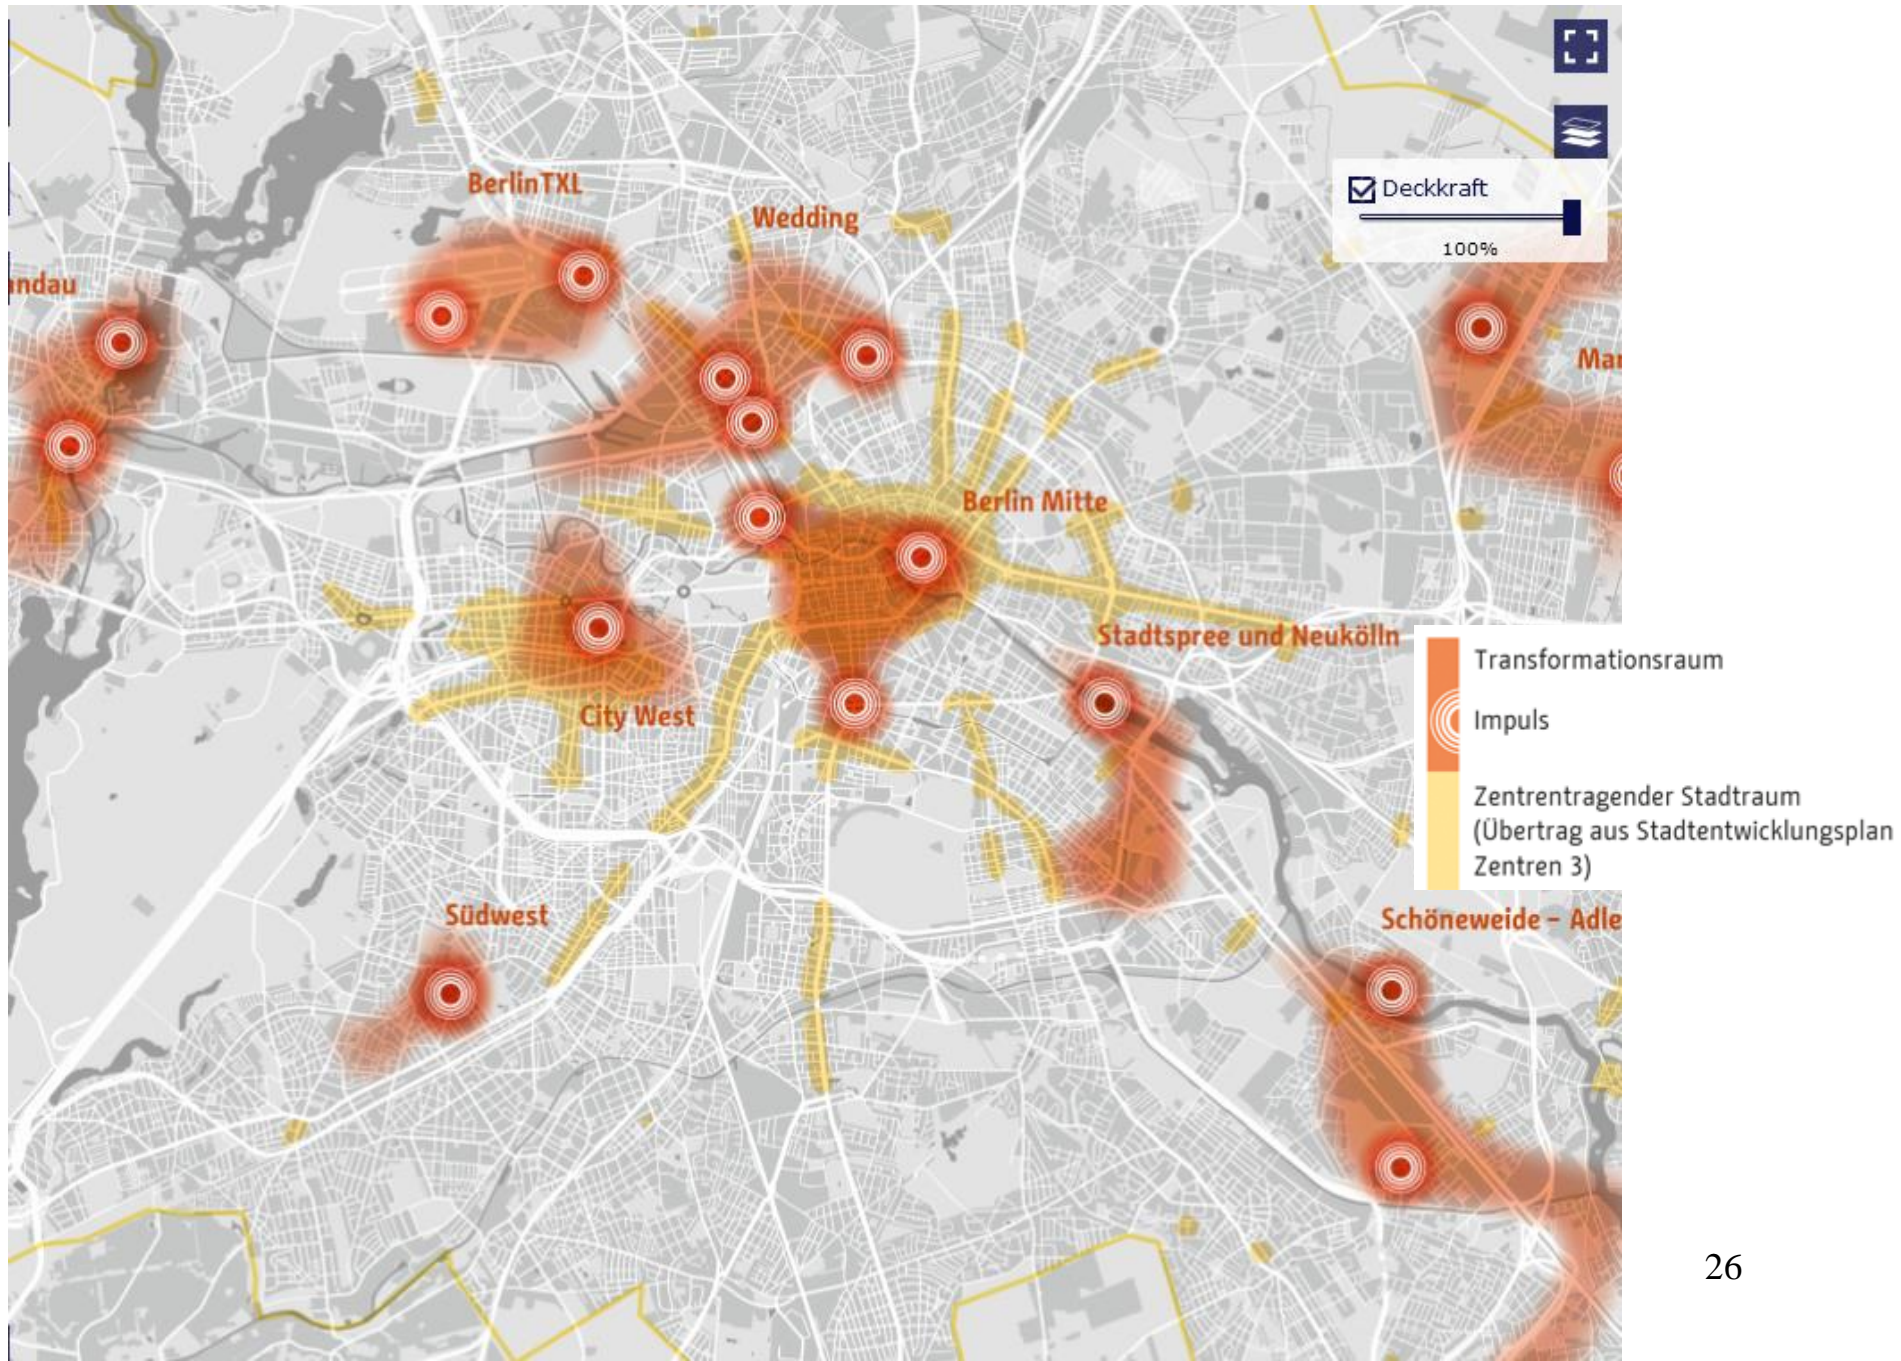 BerlinTXL
Deckkraft
Wedding
100%
andau
Mar
Berlin Mitte
Stadtspree und Neukölln
City West
Transformationsraum
Impuls
Zentrentragender Stadtraum
(Übertrag aus Stadtentwicklungsplan
Zentren 3)
Südwest
Schöneweide – Adle
26